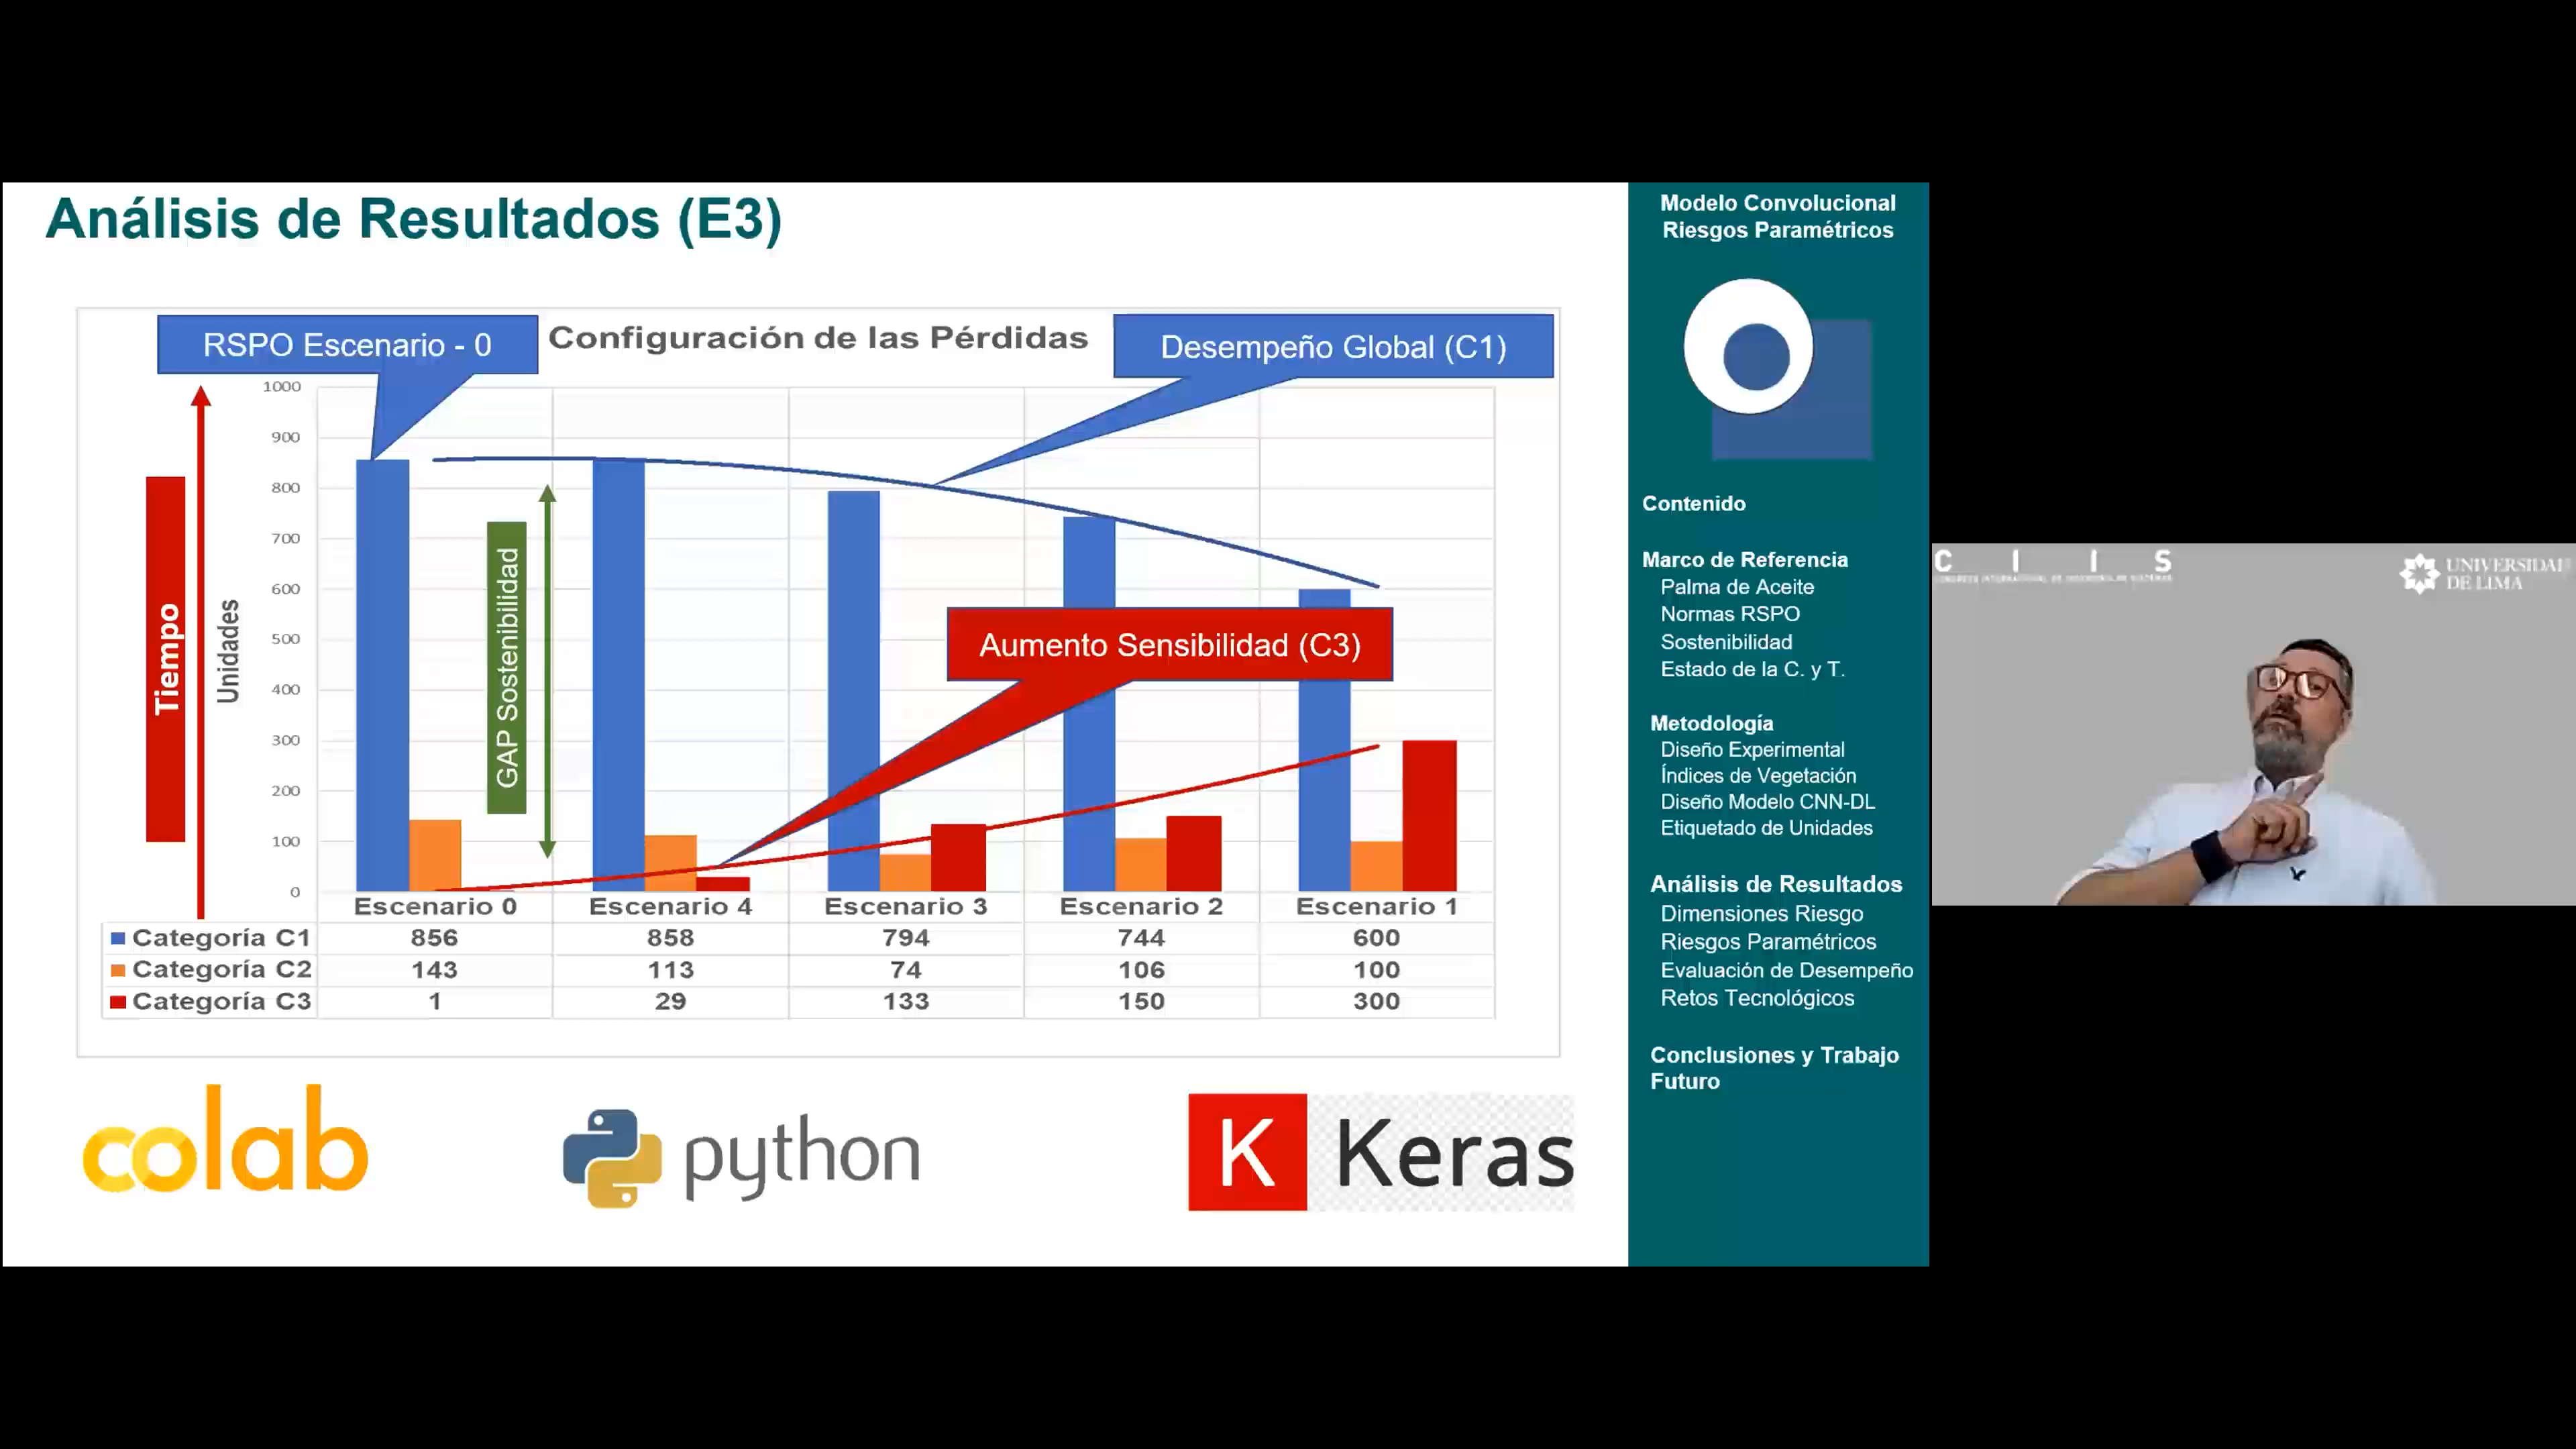 Análisis de Resultados (E3)
RSPO Escenario - 0
Configuración de las Pérdidas
Desempeño Global (C1)
Tiempo
Unidades
1000
900
800
700
600
500
400
300
200
100
0
GAP Sostenibilidad
Aumento Sensibilidad (C3)
Escenario 0 Escenario 4 Escenario 3 Escenario 2 Escenario 1
Categoría C1 856 858 794 744 600
Categoría C2 143 113 74 106 100
Categoría C3 1 29 133 150 300
colab
python
K Keras
Modelo Convolucional
Riesgos Paramétricos
Contenido
Marco de Referencia
Palma de Aceite
Normas RSPO
Sostenibilidad
Estado de la C. y T.
Metodología
Diseño Experimental
Índices de Vegetación
Diseño Modelo CNN-DL
Etiquetado de Unidades
Análisis de Resultados
Dimensiones Riesgo
Riesgos Paramétricos
Evaluación de Desempeño
Retos Tecnológicos
Conclusiones y Trabajo
Futuro
C I I S
UNIVERSIDAD
DE LIMA